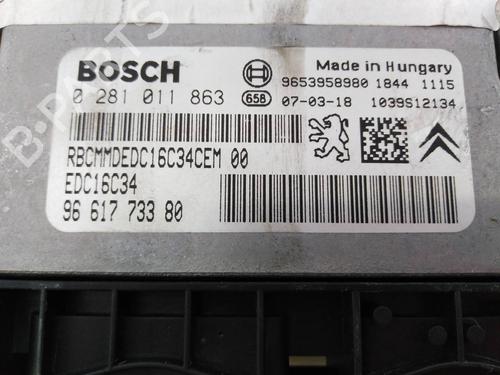 B-PARTS
BOSCH
Made in Hungary
9653958980 1844 1115
0 281 011 863
658
07-03-18 1039S12134
RBCMMDEDC16C34CEM 00
EDC16C34
96 617 733 80